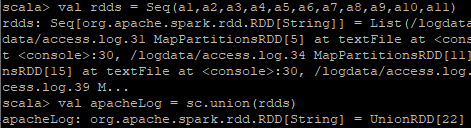 scala> val rdds = Seq(a1,a2,a3,a4,a5,a6,a7,a8,a9,a10,a11)
rdds: Seq[org.apache.spark.rdd.RDD[String]] = List(/logdat
data/access.log.31 MapPartitionsRDD[5] at textFile at <con
t <console>:30, /logdata/access.log.34 MapPartitionsRDD[11]
nsRDD[15] at textFile at <console>:30, /logdata/access.log
cess.log.39 M...
scala> val apacheLog = sc.union(rdds)
apacheLog: org.apache.spark.rdd.RDD[String] = UnionRDD[22]